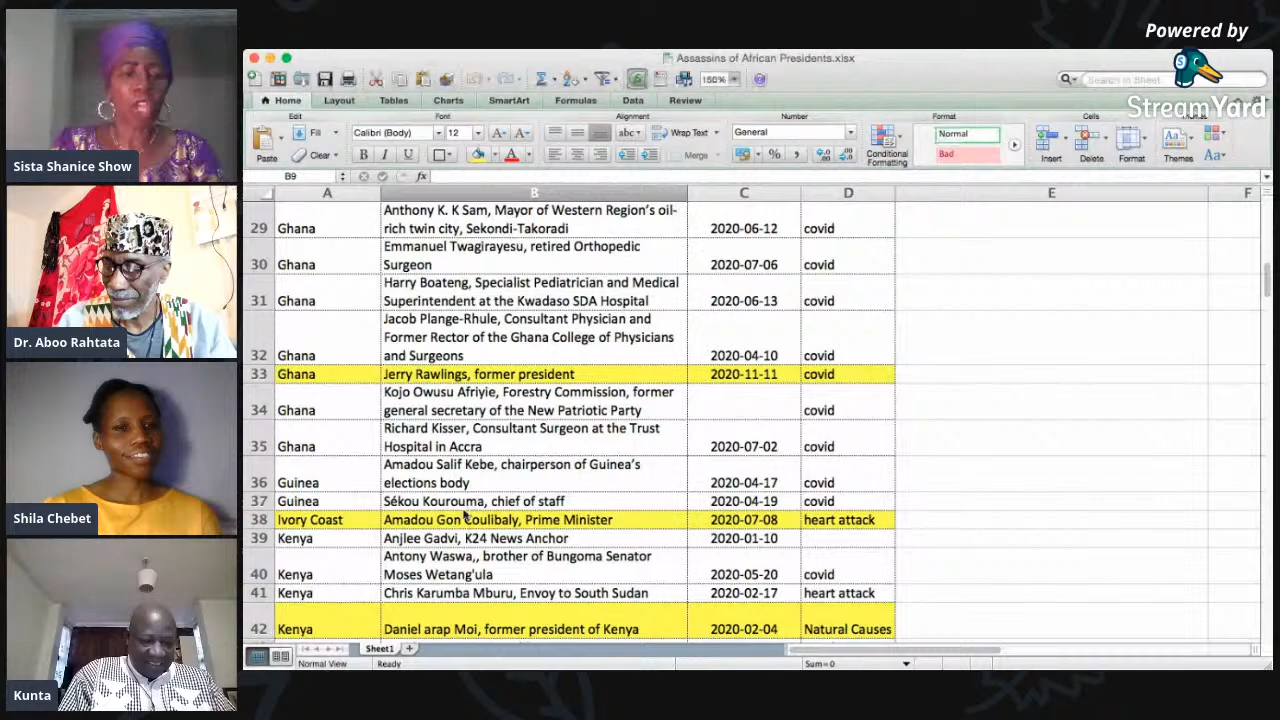 Powered by
StreamYard
Sista Shanice Show
Dr. Aboo Rahtata
Shila Chebet
Kunta
Assassins of African Presidents.xlsx
150%
Search in Sheet
Home Layout Tables Charts SmartArt Formulas Data Review
Edit Font Alignment Number Format Cells
Fill Calibri (Body) 12 A A abc Wrap Text General Normal
Paste Clear B I U A Merge % Conditional Formatting Bad Insert Delete Format Themes Aa
B9 fx
A B C D E F
29 Ghana Anthony K. K Sam, Mayor of Western Region's oil-
rich twin city, Sekondi-Takoradi 2020-06-12 covid
30 Ghana Emmanuel Twagirayesu, retired Orthopedic
Surgeon 2020-07-06 covid
31 Ghana Harry Boateng, Specialist Pediatrician and Medical
Superintendent at the Kwadaso SDA Hospital 2020-06-13 covid
32 Ghana Jacob Plange-Rhule, Consultant Physician and
Former Rector of the Ghana College of Physicians
and Surgeons 2020-04-10 covid
33 Ghana Jerry Rawlings, former president 2020-11-11 covid
34 Ghana Kojo Owusu Afriyie, Forestry Commission, former
general secretary of the New Patriotic Party covid
35 Ghana Richard Kisser, Consultant Surgeon at the Trust
Hospital in Accra 2020-07-02 covid
36 Guinea Amadou Salif Kebe, chairperson of Guinea's
elections body 2020-04-17 covid
37 Guinea Sékou Kourouma, chief of staff 2020-04-19 covid
38 Ivory Coast Amadou Gon Coulibaly, Prime Minister 2020-07-08 heart attack
39 Kenya Anjlee Gadvi, K24 News Anchor 2020-01-10
40 Kenya Antony Waswa,, brother of Bungoma Senator
Moses Wetang'ula 2020-05-20 covid
41 Kenya Chris Karumba Mburu, Envoy to South Sudan 2020-02-17 heart attack
42 Kenya Daniel arap Moi, former president of Kenya 2020-02-04 Natural Causes
Sheet1
Normal View Ready Sum=0